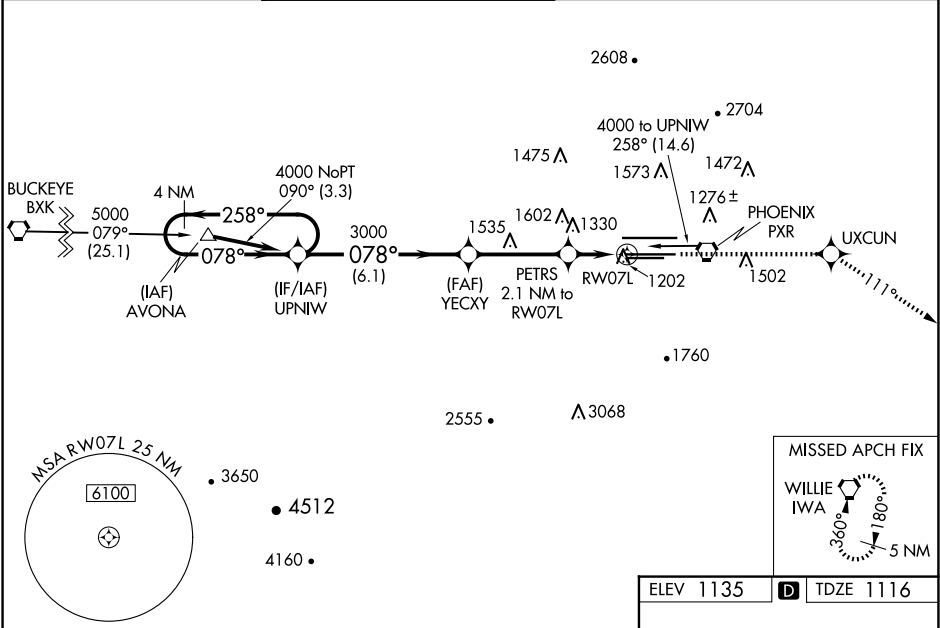 2608
2704
4000 to UPNIW
258° (14.6)
1475
1573
1472
4000 NoPT
090° (3.3)
1276±
BUCKEYE
BXK
4 NM
5000
079°
(25.1)
258°
078°
3000
078°
(6.1)
1535
1602
1330
PHOENIX
PXR
UXCUN
(IAF)
AVONA
(IF/IAF)
UPNIW
(FAF)
YECXY
PETRS
2.1 NM to
RW07L
RW07L
1202
1502
111°
1760
2555
3068
MSA RW07L 25 NM
6100
3650
4512
4160
MISSED APCH FIX
WILLIE
IWA
360°
180°
5 NM
ELEV 1135 D TDZE 1116